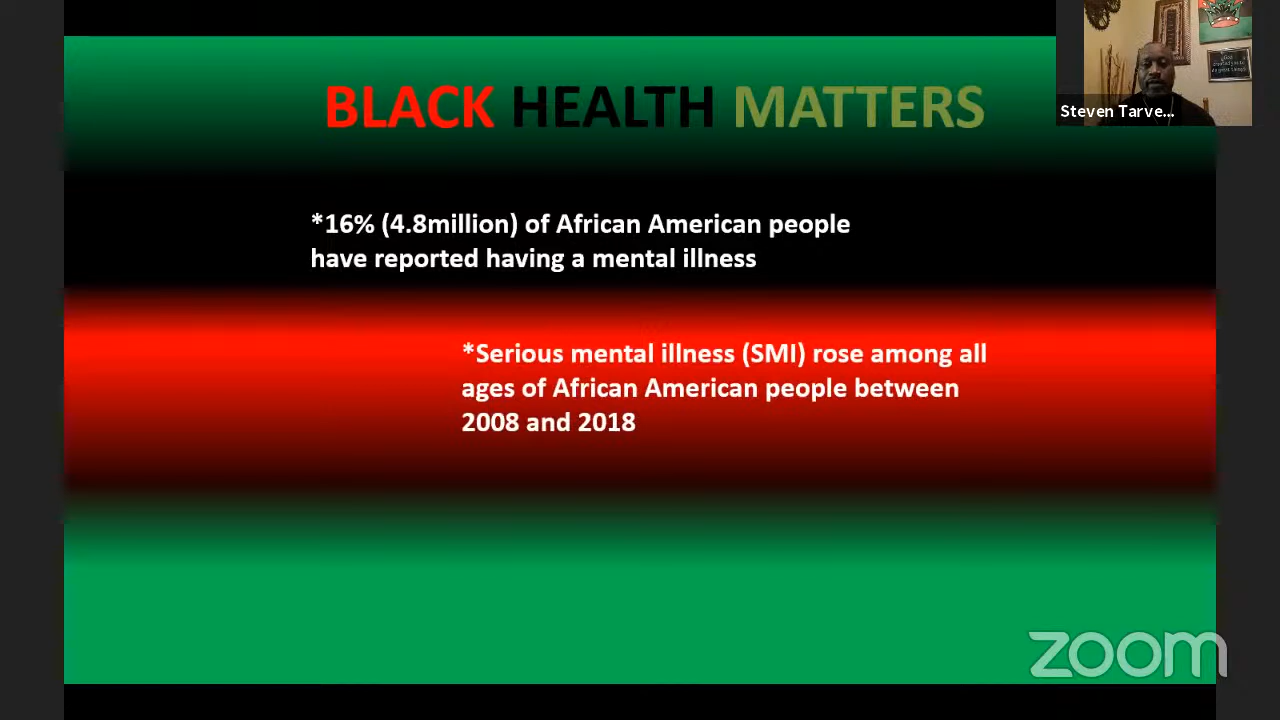 BLACK HEALTH MATTERS
Steven Tarve...
*16% (4.8million) of African American people
have reported having a mental illness
*Serious mental illness (SMI) rose among all
ages of African American people between
2008 and 2018
zoom